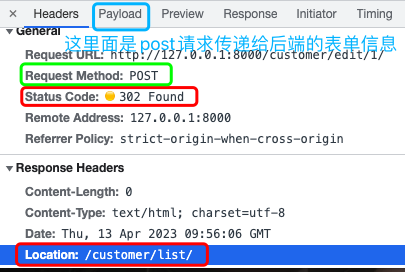 Headers Payload Preview Response Initiator Timing
这里面是post请求传递给后端的表单信息
General
Request URL: http://127.0.0.1:8000/customer/edit/1/
Request Method: POST
Status Code: 302 Found
Remote Address: 127.0.0.1:8000
Referrer Policy: strict-origin-when-cross-origin
Response Headers
Content-Length: 0
Content-Type: text/html; charset=utf-8
Date: Thu, 13 Apr 2023 09:56:06 GMT
Location: /customer/list/